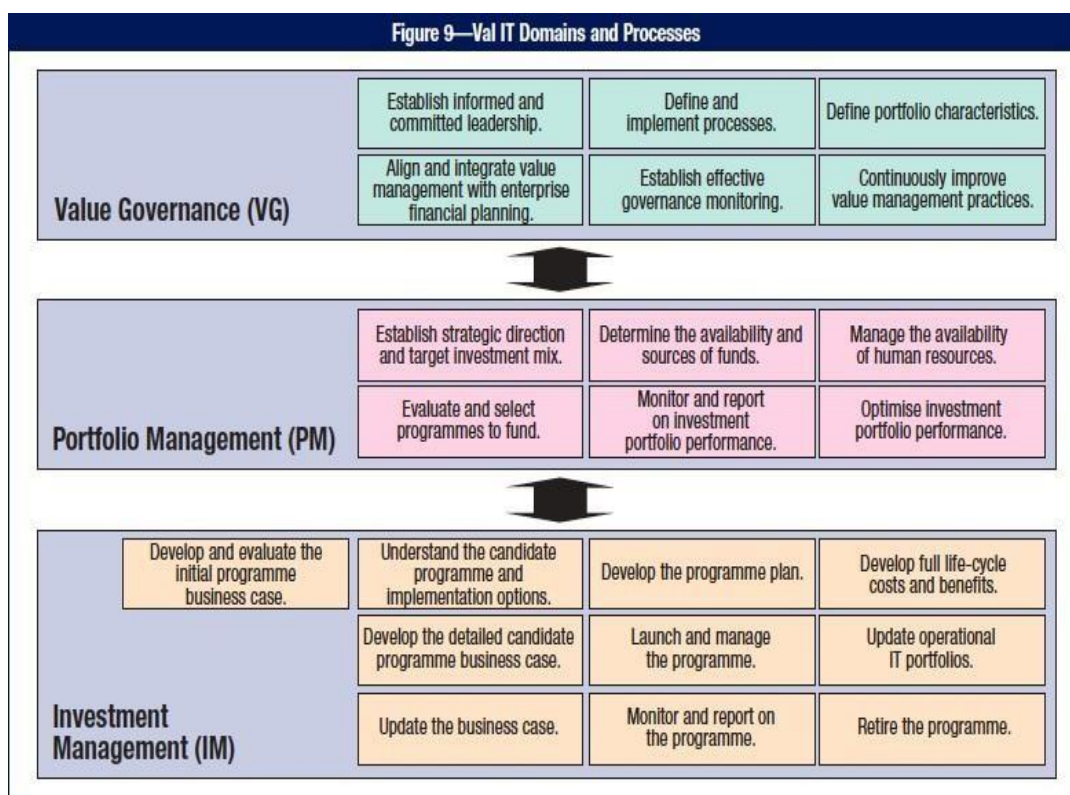 Figure 9—Val IT Domains and Processes
Establish informed and
committed leadership.
Define and
implement processes.
Define portfolio characteristics.
Align and integrate value
management with enterprise
financial planning.
Establish effective
governance monitoring.
Continuously improve
value management practices.
Value Governance (VG)
Establish strategic direction
and target investment mix.
Determine the availability and
sources of funds.
Manage the availability
of human resources.
Evaluate and select
programmes to fund.
Monitor and report
on investment
portfolio performance.
Optimise investment
portfolio performance.
Portfolio Management (PM)
Develop and evaluate the
initial programme
business case.
Understand the candidate
programme and
implementation options.
Develop the programme plan.
Develop full life-cycle
costs and benefits.
Develop the detailed candidate
programme business case.
Launch and manage
the programme.
Update operational
IT portfolios.
Investment
Management (IM)
Update the business case.
Monitor and report on
the programme.
Retire the programme.